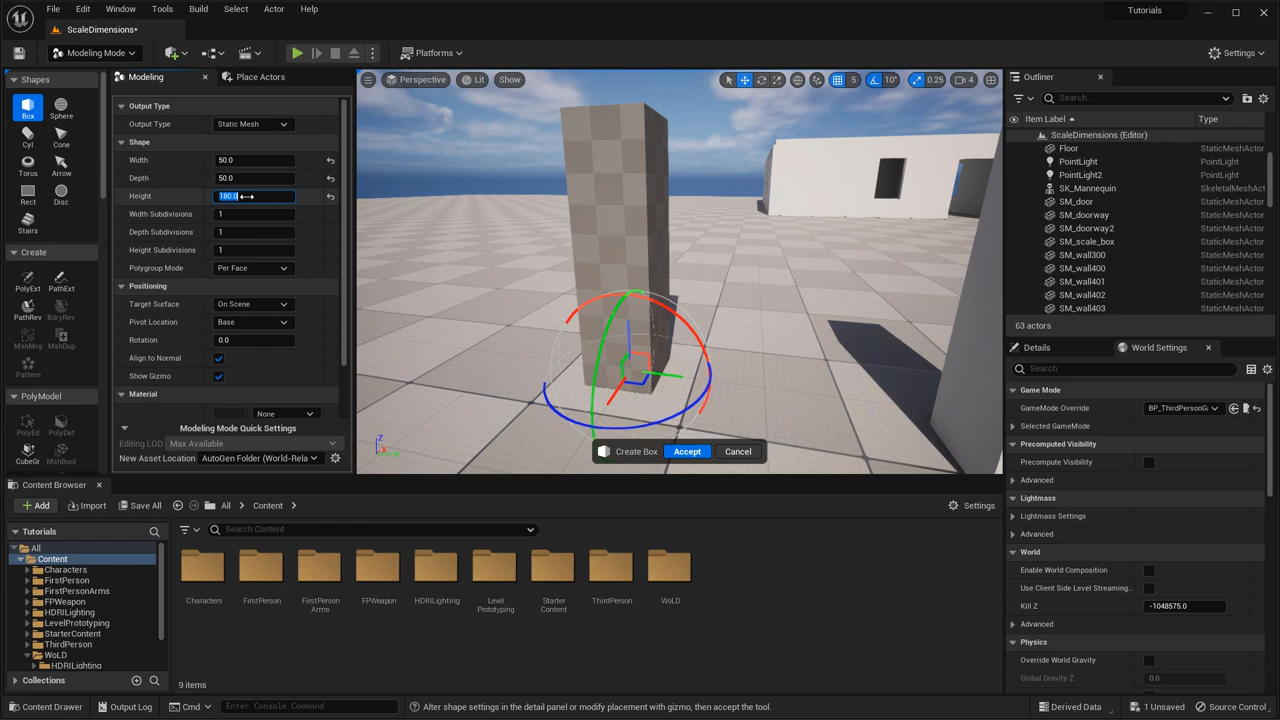 File Edit Window Tools Build Select Actor Help
Tutorials
ScaleDimensions*
Modeling Mode
Platforms
Settings
Shapes
Box
Sphere
Cyl
Cone
Torus
Arrow
Rect
Disc
Stairs
Create
PolyExt
PathExt
PathRev
BdryRev
MshMrg
MshDup
Pattern
PolyModel
PolyEd
PolyDef
CubeGr
MshBool
Modeling
Place Actors
Output Type
Output Type Static Mesh
Shape
Width 50.0
Depth 50.0
Height 180.0
Width Subdivisions 1
Depth Subdivisions 1
Height Subdivisions 1
Polygroup Mode Per Face
Positioning
Target Surface On Scene
Pivot Location Base
Rotation 0.0
Align to Normal
Show Gizmo
Material
None
Modeling Mode Quick Settings
Editing LOD Max Available
New Asset Location AutoGen Folder (World-Rela
Perspective Lit Show
5 10° 0.25 4
Z
X
Y
Create Box Accept Cancel
Outliner
Search...
Item Label Type
ScaleDimensions (Editor)
Floor StaticMeshActor
PointLight PointLight
PointLight2 PointLight
SK_Mannequin SkeletalMeshAct
SM_door StaticMeshActor
SM_doorway StaticMeshActor
SM_doorway2 StaticMeshActor
SM_scale_box StaticMeshActor
SM_wall300 StaticMeshActor
SM_wall400 StaticMeshActor
SM_wall401 StaticMeshActor
SM_wall402 StaticMeshActor
SM_wall403 StaticMeshActor
63 actors
Details
World Settings
Search
Game Mode
GameMode Override BP_ThirdPersonG
Selected GameMode
Precomputed Visibility
Precompute Visibility
Advanced
Lightmass
Lightmass Settings
Advanced
World
Enable World Composition
Use Client Side Level Streaming...
Kill Z -1048575.0
Advanced
Physics
Override World Gravity
Global Gravity Z 0.0
Content Browser
Add Import Save All All Content Settings
Tutorials
Search Content
All
Content
Characters
FirstPerson
FirstPersonArms
FPWeapon
HDRILighting
LevelPrototyping
StarterContent
ThirdPerson
WoLD
HDRILighting
Collections
Characters
FirstPerson
FirstPerson
Arms
FPWeapon
HDRILighting
Level
Prototyping
Starter
Content
ThirdPerson
WoLD
9 items
Content Drawer Output Log Cmd Enter Console Command Alter shape settings in the detail panel or modify placement with gizmo, then accept the tool. Derived Data 1 Unsaved Source Control